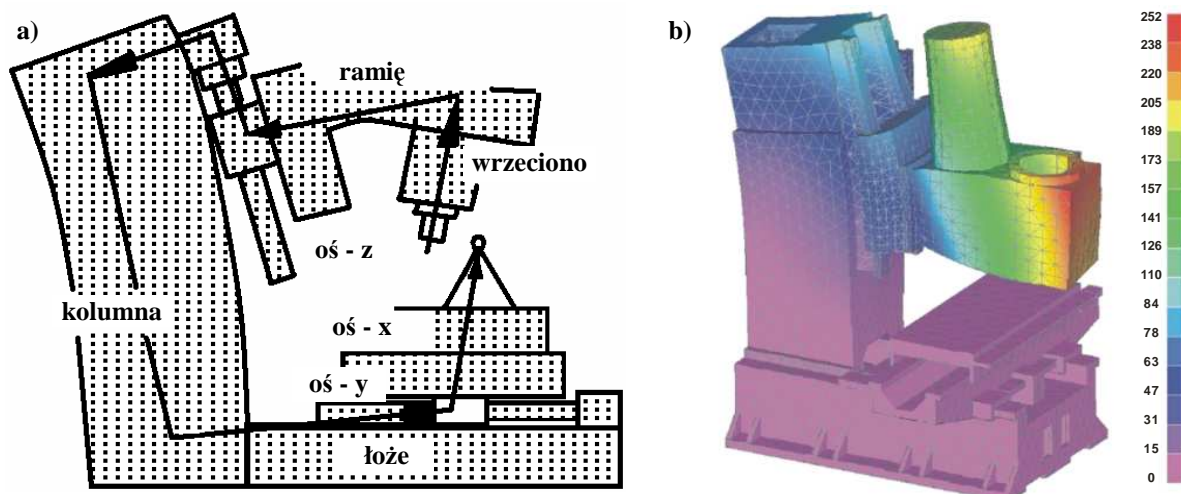 a)
ramię
wrzeciono
oś - z
kolumna
oś - x
oś - y
łoże
b)
252
238
220
205
189
173
157
141
126
110
84
78
63
47
31
15
0